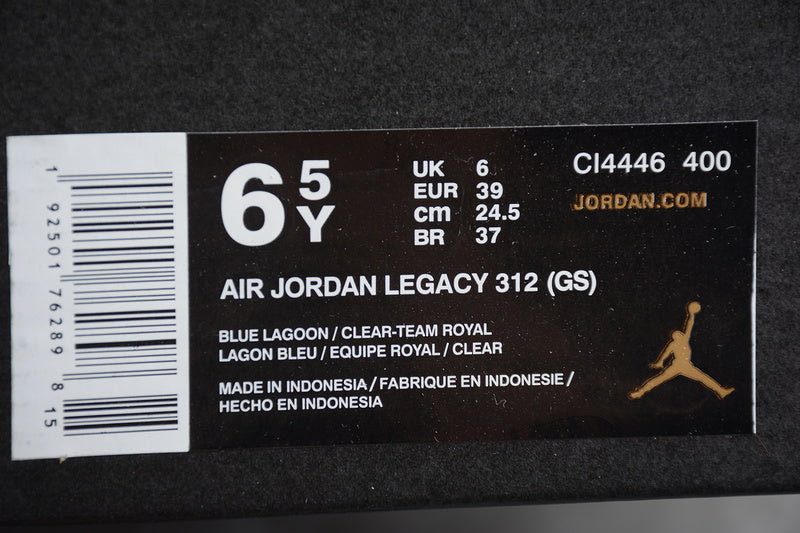 1 92501 76289 8 15
6 5
Y
UK 6
EUR 39
cm 24.5
BR 37
CI4446 400
JORDAN.COM
AIR JORDAN LEGACY 312 (GS)
BLUE LAGOON / CLEAR-TEAM ROYAL
LAGON BLEU / EQUIPE ROYAL / CLEAR
MADE IN INDONESIA / FABRIQUE EN INDONESIE /
HECHO EN INDONESIA